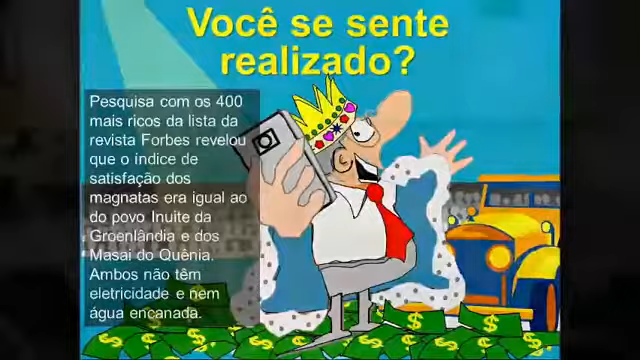 Você se sente
realizado?
Pesquisa com os 400
mais ricos da lista da
revista Forbes revelou
que o índice de
satisfação dos
magnatas era igual ao
do povo Inuite da
Groenlândia e dos
Masai do Quênia.
Ambos não têm
eletricidade e nem
água encanada.